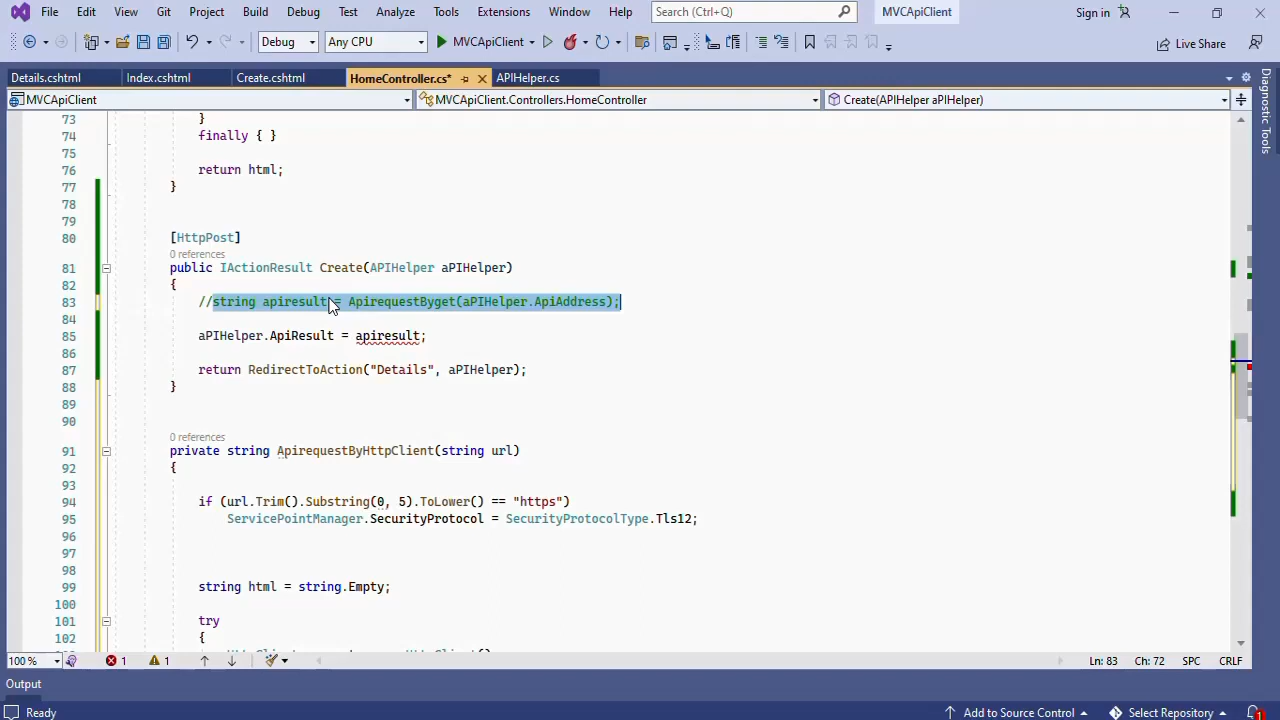 File Edit View Git Project Build Debug Test Analyze Tools Extensions Window Help Search (Ctrl+Q) MVCApiClient Sign in
Debug Any CPU MVCApiClient Live Share
Details.cshtml Index.cshtml Create.cshtml HomeController.cs* APIHelper.cs
MVCApiClient MVCApiClient.Controllers.HomeController Create(APIHelper aPIHelper)
Diagnostic Tools
73 }
74 finally { }
75
76 return html;
77 }
78
79
80 [HttpPost]
0 references
81 public IActionResult Create(APIHelper aPIHelper)
82 {
83 //string apiresult = ApirequestByget(aPIHelper.ApiAddress);
84
85 aPIHelper.ApiResult = apiresult;
86
87 return RedirectToAction("Details", aPIHelper);
88 }
89
90
0 references
91 private string ApirequestByHttpClient(string url)
92 {
93
94 if (url.Trim().Substring(0, 5).ToLower() == "https")
95 ServicePointManager.SecurityProtocol = SecurityProtocolType.Tls12;
96
97
98
99 string html = string.Empty;
100
101 try
102 {
100 % 1 1 Ln: 83 Ch: 72 SPC CRLF
Output
Ready Add to Source Control Select Repository 1